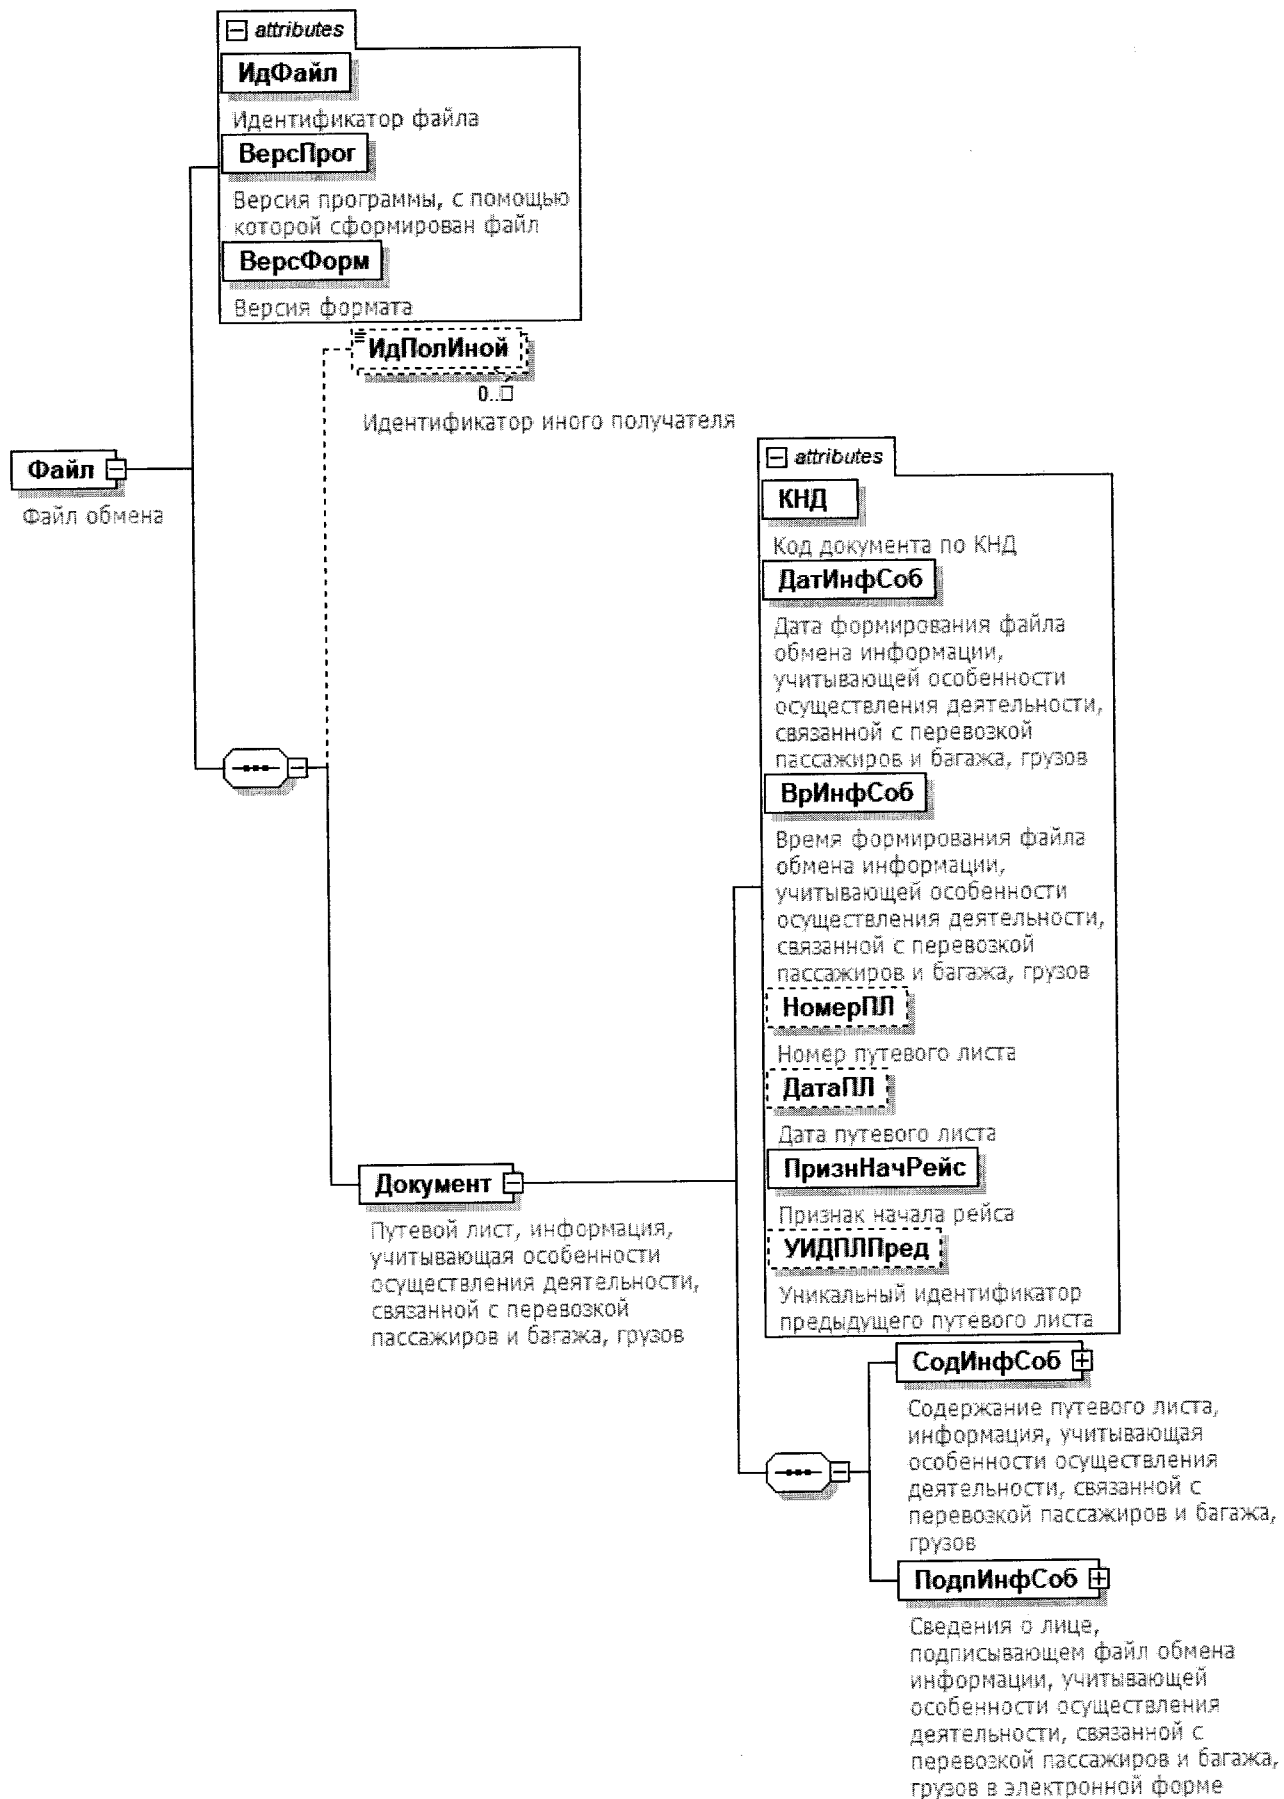 attributes
ИдФайл
Идентификатор файла
ВерсПрог
Версия программы, с помощью
которой сформирован файл
ВерсФорм
Версия формата
ИдПолИной
0..
Идентификатор иного получателя
Файл
Файл обмена
attributes
КНД
Код документа по КНД
ДатИнфСоб
Дата формирования файла
обмена информации,
учитывающей особенности
осуществления деятельности,
связанной с перевозкой
пассажиров и багажа, грузов
ВрИнфСоб
Время формирования файла
обмена информации,
учитывающей особенности
осуществления деятельности,
связанной с перевозкой
пассажиров и багажа, грузов
НомерПЛ
Номер путевого листа
ДатаПЛ
Дата путевого листа
ПризнНачРейс
Признак начала рейса
УИДПЛПред
Уникальный идентификатор
предыдущего путевого листа
Документ
Путевой лист, информация,
учитывающая особенности
осуществления деятельности,
связанной с перевозкой
пассажиров и багажа, грузов
СодИнфСоб
Содержание путевого листа,
информация, учитывающая
особенности осуществления
деятельности, связанной с
перевозкой пассажиров и багажа,
грузов
ПодпИнфСоб
Сведения о лице,
подписывающем файл обмена
информации, учитывающей
особенности осуществления
деятельности, связанной с
перевозкой пассажиров и багажа,
грузов в электронной форме